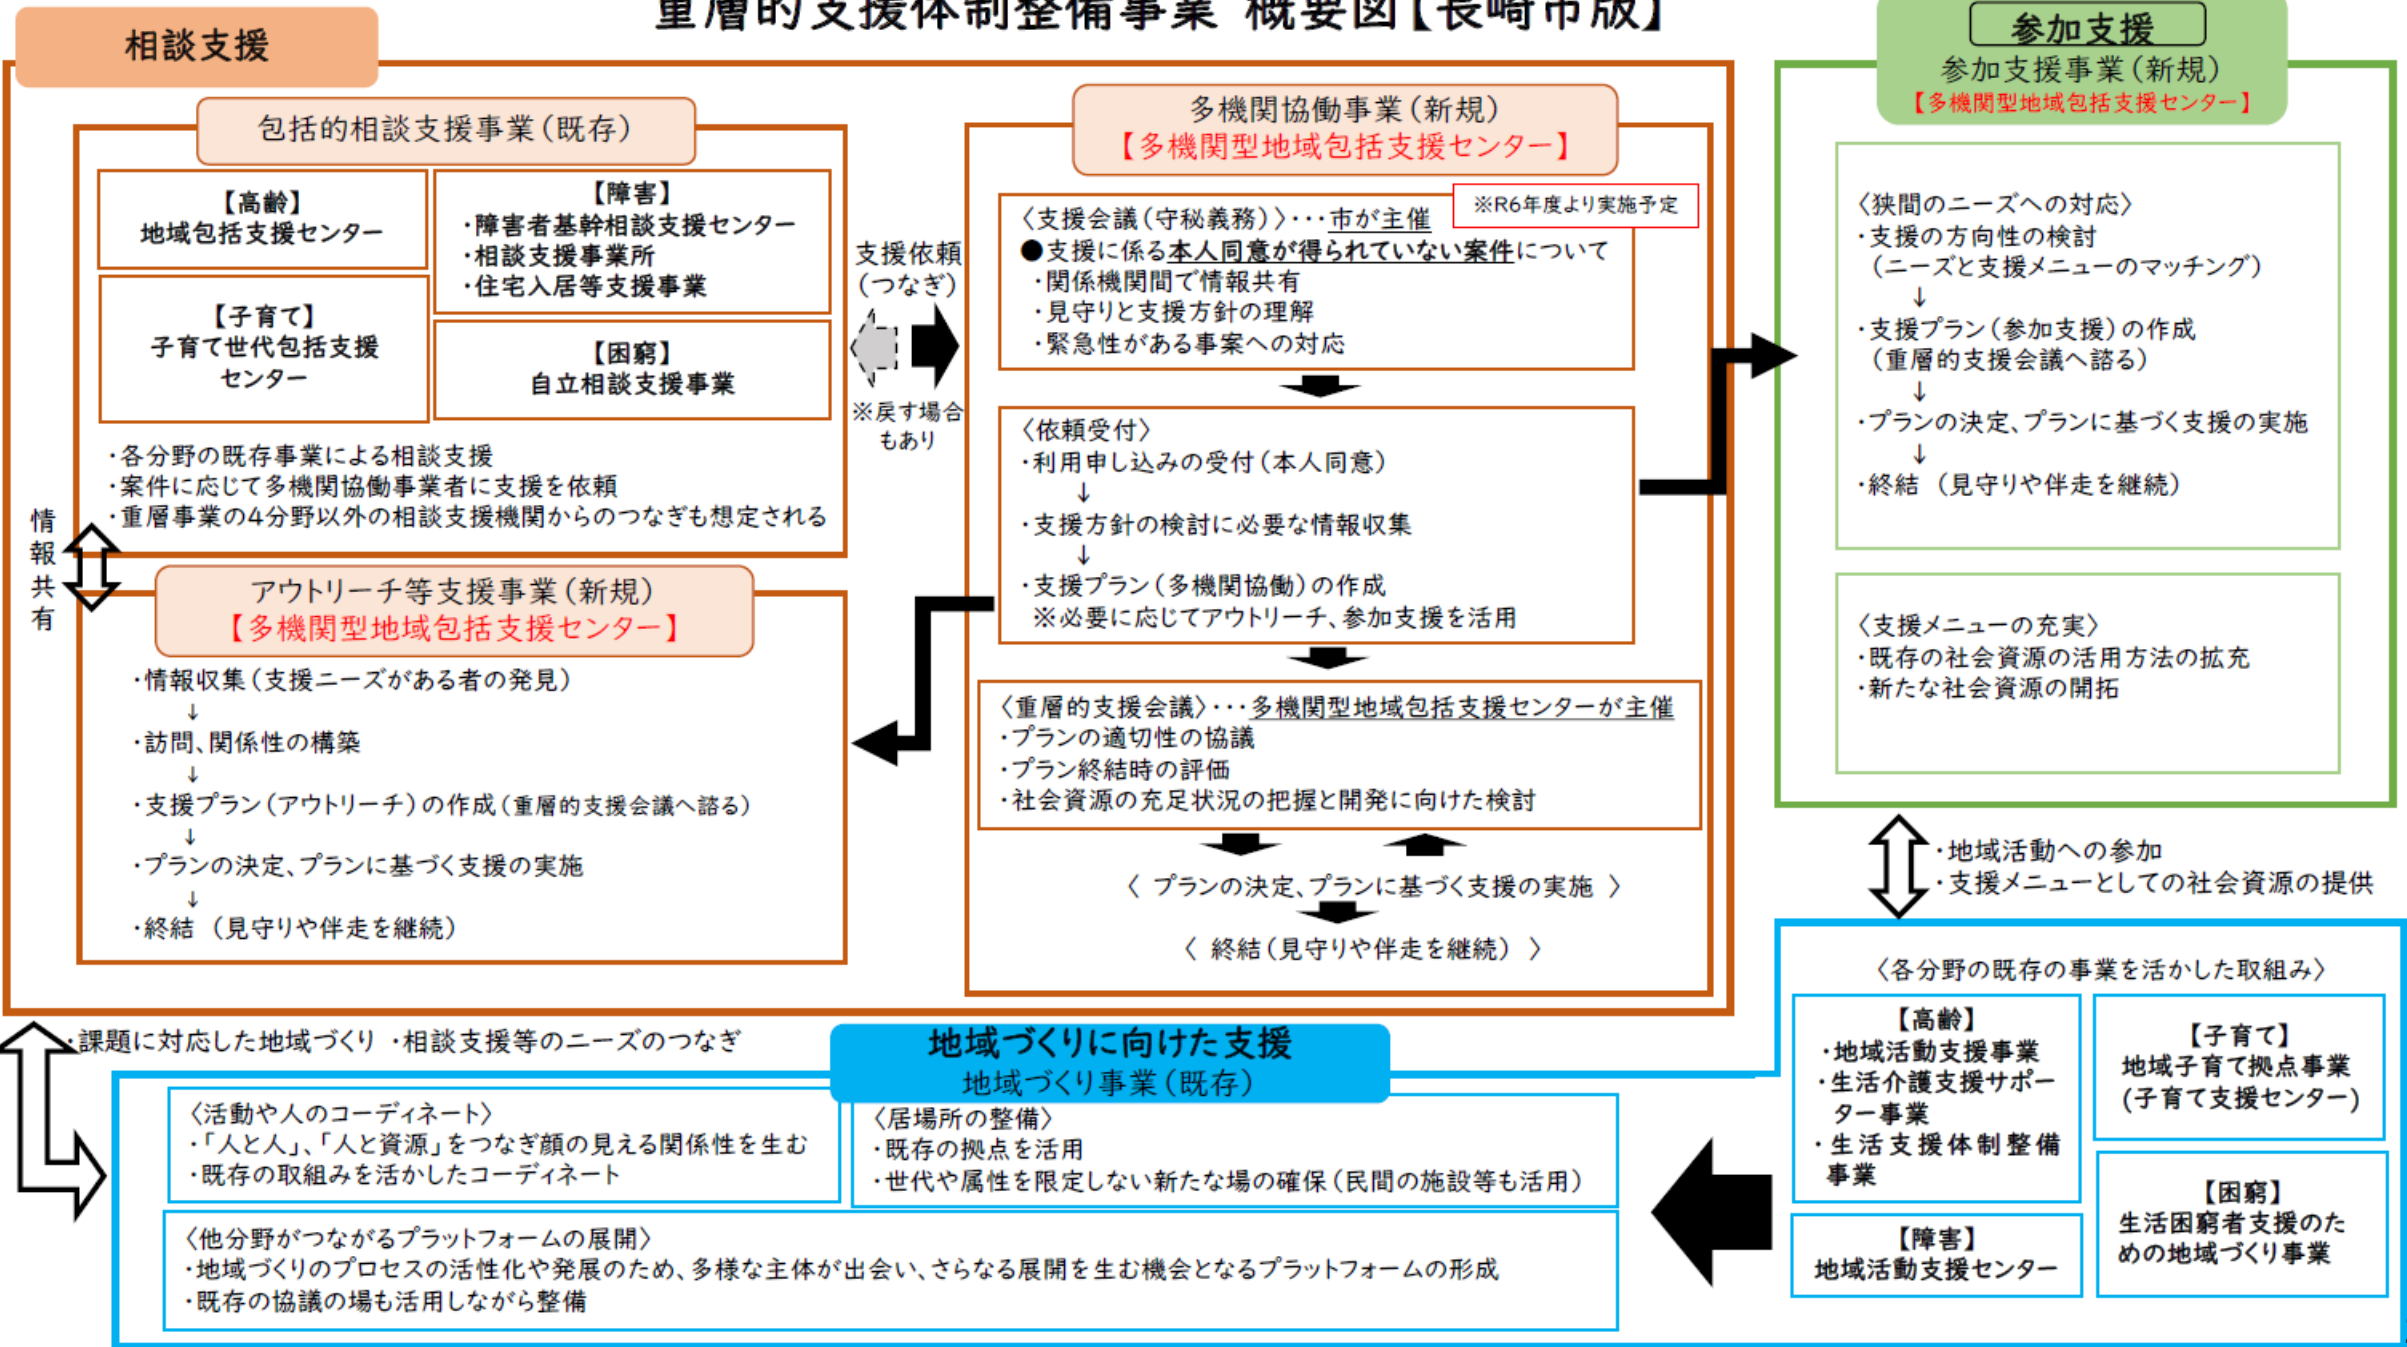 重層的支援体制整備事業 概要図【長崎市版】
相談支援
包括的相談支援事業(既存)
【高齢】
地域包括支援センター
【障害】
・障害者基幹相談支援センター
・相談支援事業所
・住宅入居等支援事業
【子育て】
子育て世代包括支援
センター
【困窮】
自立相談支援事業
・各分野の既存事業による相談支援
・案件に応じて多機関協働事業者に支援を依頼
・重層事業の4分野以外の相談支援機関からのつなぎも想定される
情報共有
アウトリーチ等支援事業(新規)
【多機関型地域包括支援センター】
・情報収集(支援ニーズがある者の発見)
↓
・訪問、関係性の構築
↓
・支援プラン(アウトリーチ)の作成(重層的支援会議へ諮る)
↓
・プランの決定、プランに基づく支援の実施
↓
・終結 (見守りや伴走を継続)
支援依頼
(つなぎ)
※戻す場合
もあり
多機関協働事業(新規)
【多機関型地域包括支援センター】
※R6年度より実施予定
〈支援会議(守秘義務)〉・・・市が主催
●支援に係る本人同意が得られていない案件について
・関係機関間で情報共有
・見守りと支援方針の理解
・緊急性がある事案への対応
〈依頼受付〉
・利用申し込みの受付(本人同意)
↓
・支援方針の検討に必要な情報収集
↓
・支援プラン(多機関協働)の作成
※必要に応じてアウトリーチ、参加支援を活用
〈重層的支援会議〉・・・多機関型地域包括支援センターが主催
・プランの適切性の協議
・プラン終結時の評価
・社会資源の充足状況の把握と開発に向けた検討
〈 プランの決定、プランに基づく支援の実施 〉
〈 終結(見守りや伴走を継続) 〉
参加支援
参加支援事業(新規)
【多機関型地域包括支援センター】
〈狭間のニーズへの対応〉
・支援の方向性の検討
(ニーズと支援メニューのマッチング)
↓
・支援プラン(参加支援)の作成
(重層的支援会議へ諮る)
↓
・プランの決定、プランに基づく支援の実施
↓
・終結 (見守りや伴走を継続)
〈支援メニューの充実〉
・既存の社会資源の活用方法の拡充
・新たな社会資源の開拓
・地域活動への参加
・支援メニューとしての社会資源の提供
・課題に対応した地域づくり ・相談支援等のニーズのつなぎ
地域づくりに向けた支援
地域づくり事業(既存)
〈活動や人のコーディネート〉
・「人と人」、「人と資源」をつなぎ顔の見える関係性を生む
・既存の取組みを活かしたコーディネート
〈居場所の整備〉
・既存の拠点を活用
・世代や属性を限定しない新たな場の確保(民間の施設等も活用)
〈他分野がつながるプラットフォームの展開〉
・地域づくりのプロセスの活性化や発展のため、多様な主体が出会い、さらなる展開を生む機会となるプラットフォームの形成
・既存の協議の場も活用しながら整備
〈各分野の既存の事業を活かした取組み〉
【高齢】
・地域活動支援事業
・生活介護支援サポー
ター事業
・生活支援体制整備
事業
【子育て】
地域子育て拠点事業
(子育て支援センター)
【障害】
地域活動支援センター
【困窮】
生活困窮者支援のた
めの地域づくり事業